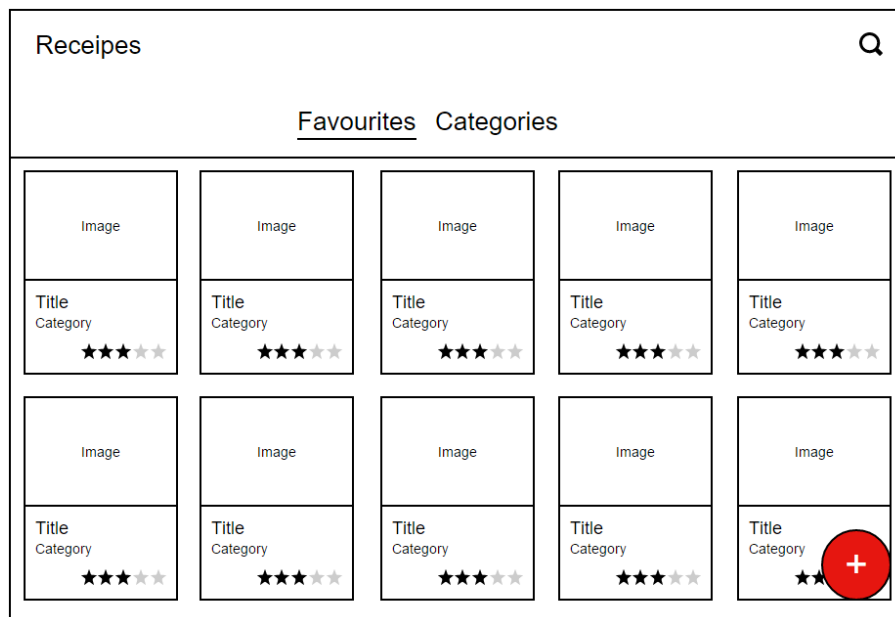 Receipes
Favourites Categories
Image Image Image Image Image
Title Title Title Title Title
Category Category Category Category Category
Image Image Image Image Image
Title Title Title Title Title
Category Category Category Category Category
+